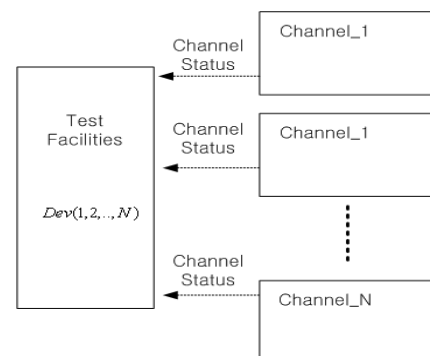 Channel_1
Channel
Status
Test
Facilities
Channel_1
Channel
Status
Dev(1,2,..,N)
Channel
Status
Channel_N